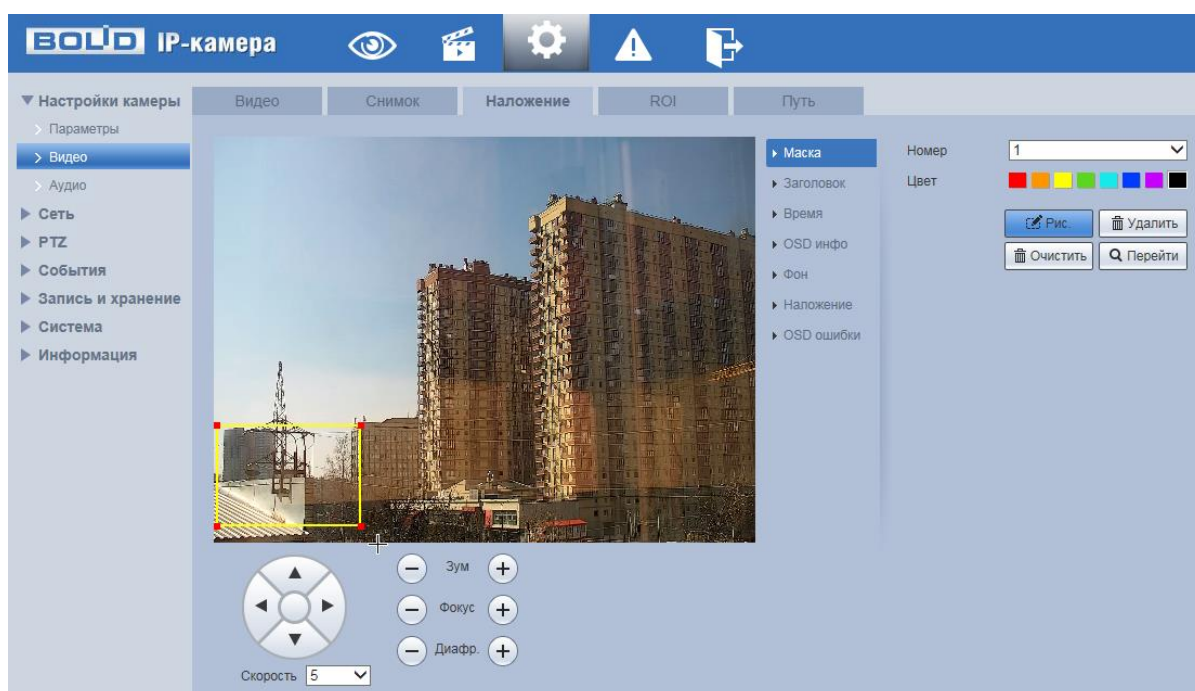 BOLID IP-камера
Настройки камеры
Параметры
Видео
Аудио
Сеть
PTZ
События
Запись и хранение
Система
Информация
Видео Снимок Наложение ROI Путь
Маска
Заголовок
Время
OSD инфо
Фон
Наложение
OSD ошибки
Номер 1
Цвет
Рис. Удалить
Очистить Перейти
Зум
Фокус
Диафр.
Скорость 5